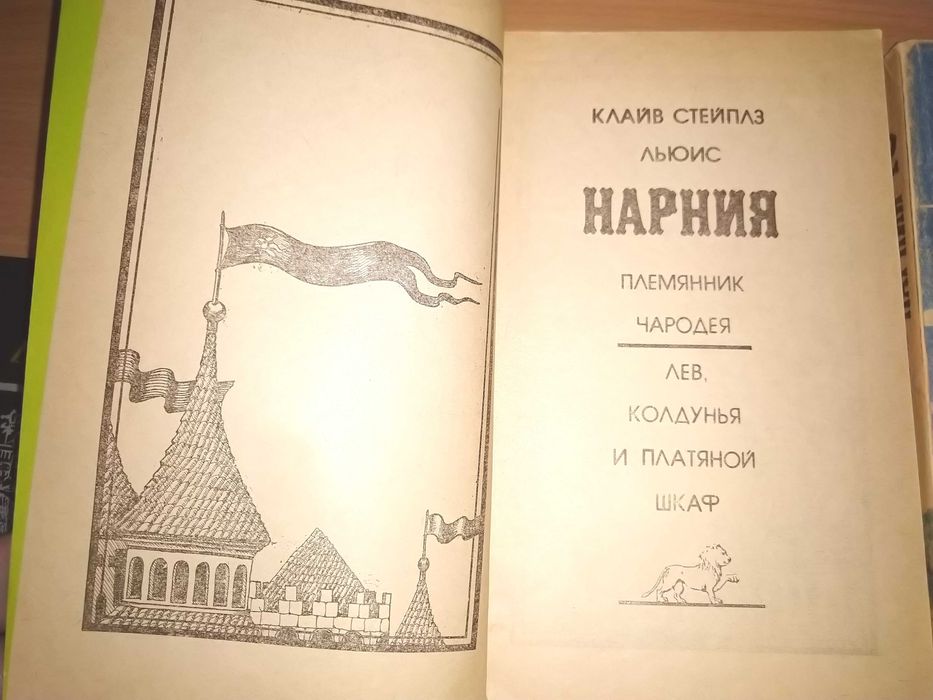 КЛАЙВ СТЕЙПЛЗ
ЛЬЮИС
НАРНИЯ
ПЛЕМЯННИК
ЧАРОДЕЯ
ЛЕВ,
КОЛДУНЬЯ
И ПЛАТЯНОЙ
ШКАФ